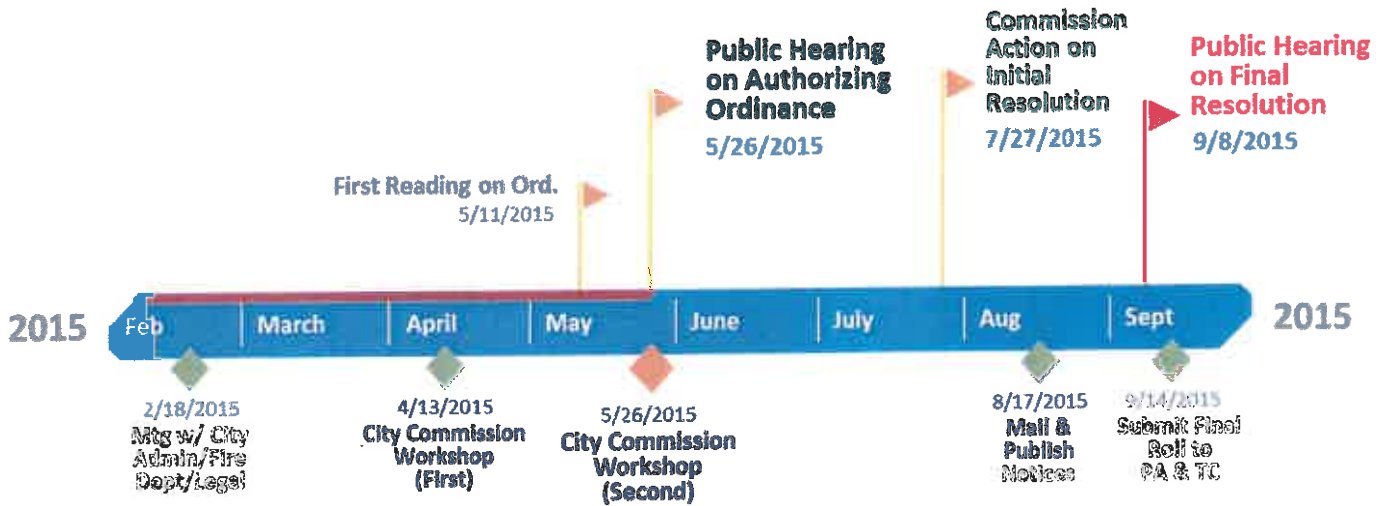 Commission
Action on
Initial
Resolution
7/27/2015
Public Hearing
on Authorizing
Ordinance
5/26/2015
Public Hearing
on Final
Resolution
9/8/2015
First Reading on Ord.
5/11/2015
2015
Feb
March
April
May
June
July
Aug
Sept
2015
2/18/2015
Mtg w/ City
Admin/Fire
Dept/Legal
4/13/2015
City Commission
Workshop
(First)
5/26/2015
City Commission
Workshop
(Second)
8/17/2015
Mail &
Publish
Notices
9/14/2015
Submit Final
Roll to
PA & TC